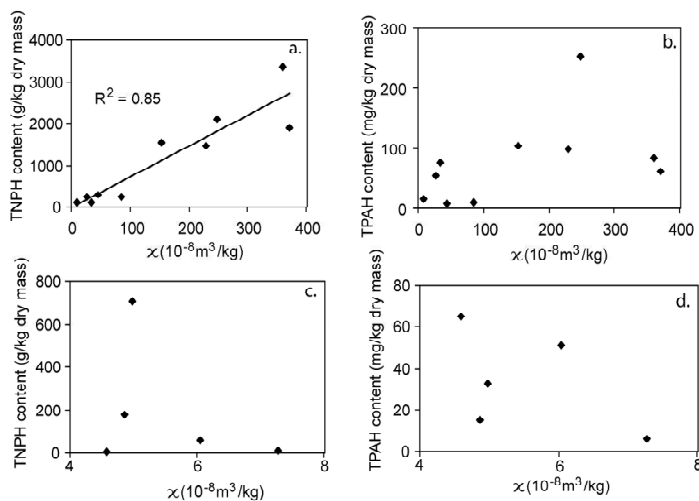 a.
TNPH content (g/kg dry mass)
4000
3000
2000
1000
0
R² = 0.85
0 100 200 300 400
ϰ (10⁻⁸m³/kg)
b.
TPAH content (mg/kg dry mass)
300
200
100
0
0 100 200 300 400
ϰ (10⁻⁸m³/kg)
c.
TNPH content (g/kg dry mass)
800
600
400
200
0
4 6 8
ϰ (10⁻⁸m³/kg)
d.
TPAH content (mg/kg dry mass)
80
60
40
20
0
4 6 8
ϰ (10⁻⁸m³/kg)